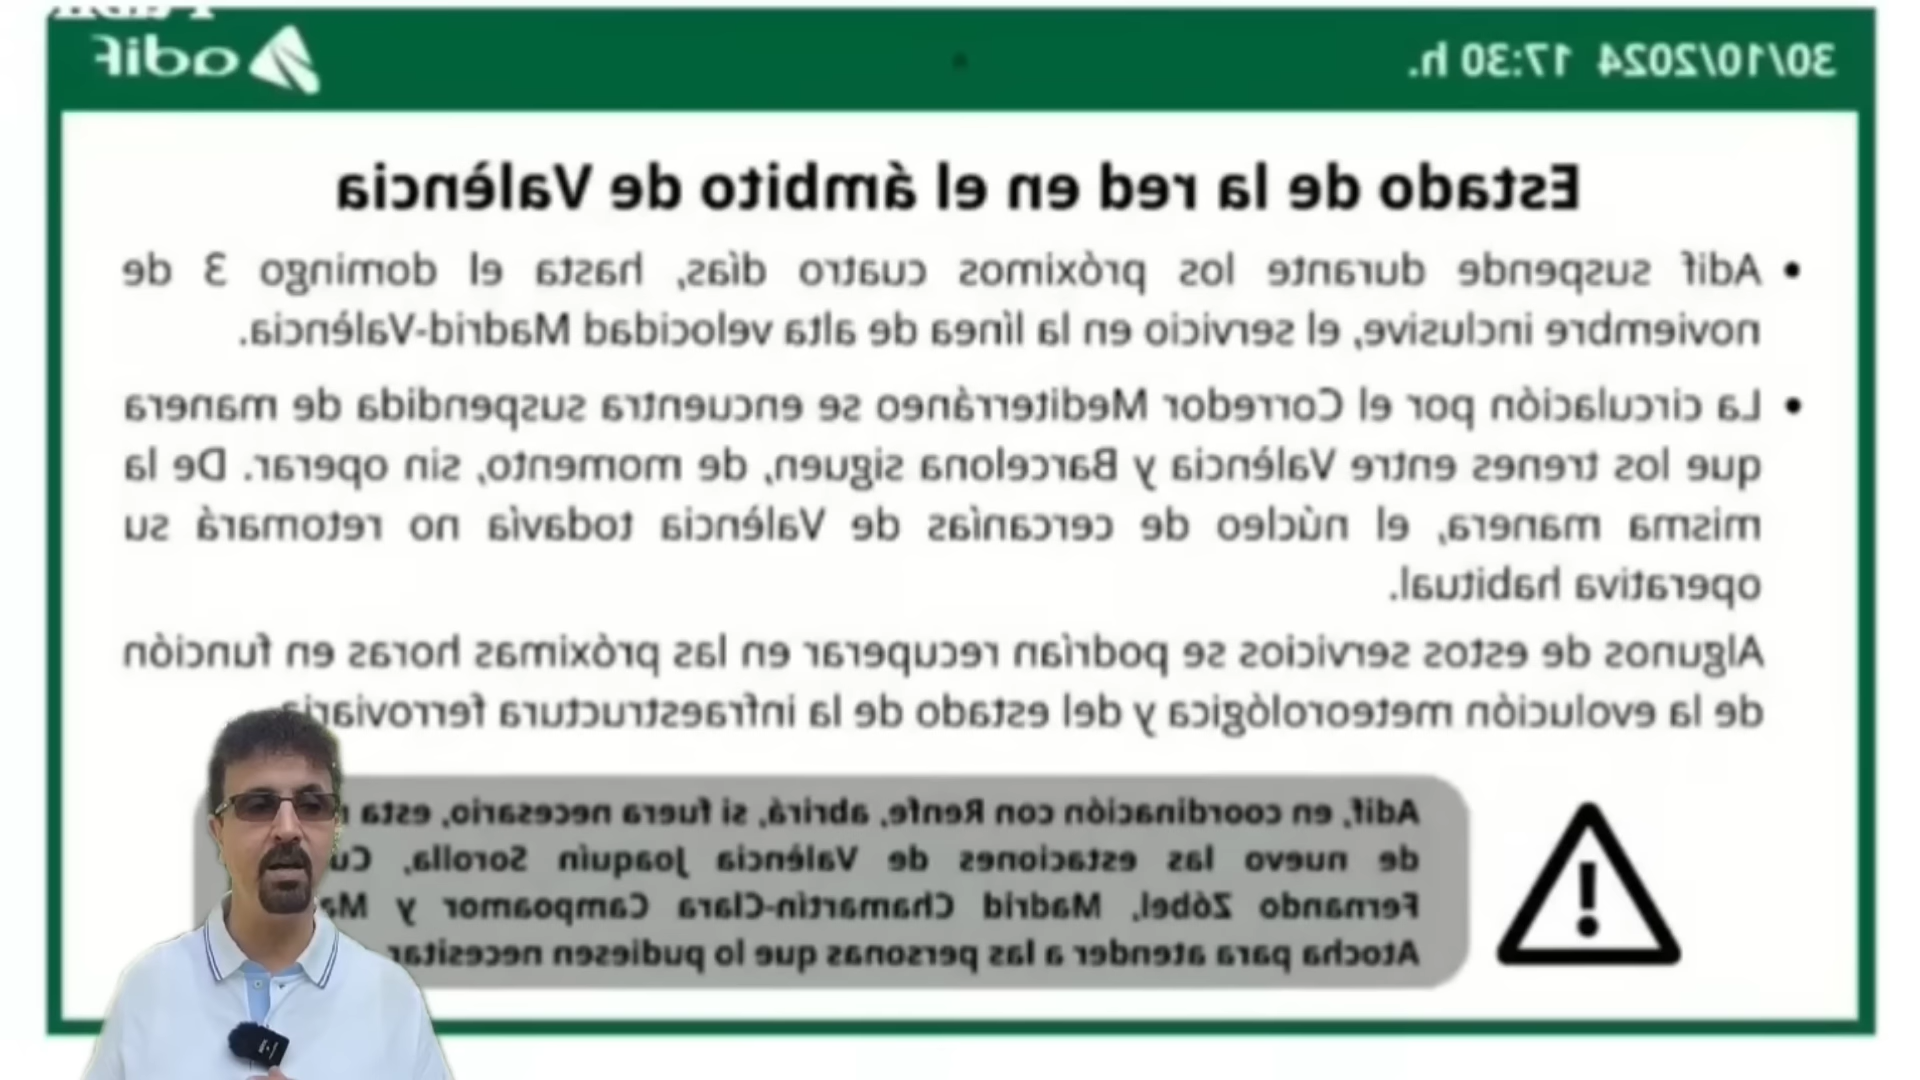 30/10/2024 17:30 h.
adif
Estado de la red en el ámbito de València
• Adif suspende durante los próximos cuatro días, hasta el domingo 3 de
noviembre inclusive, el servicio en la línea de alta velocidad Madrid-València.
• La circulación por el Corredor Mediterráneo se encuentra suspendida de manera
que los trenes entre València y Barcelona siguen, de momento, sin operar. De la
misma manera, el núcleo de cercanías de València todavía no retomará su
operativa habitual.
Algunos de estos servicios se podrían recuperar en las próximas horas en función
de la evolución meteorológica y del estado de la infraestructura ferroviaria
Adif, en coordinación con Renfe, abrirá, si fuera necesario, esta
de nuevo las estaciones de València Joaquín Sorolla,
Fernando Zóbel, Madrid Chamartín-Clara Campoamor y
Atocha para atender a las personas que lo pudiesen necesitar